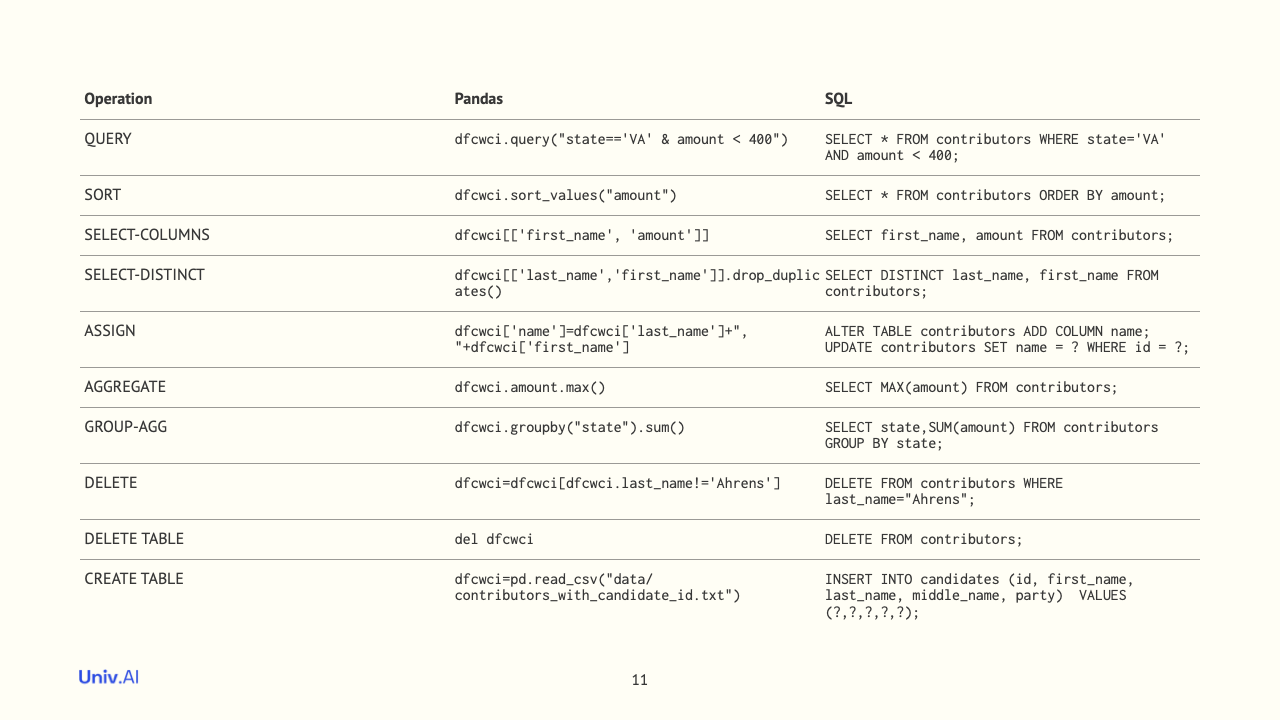 Operation Pandas SQL
QUERY dfcwci.query("state=='VA' & amount < 400") SELECT * FROM contributors WHERE state='VA'
AND amount < 400;
SORT dfcwci.sort_values("amount") SELECT * FROM contributors ORDER BY amount;
SELECT-COLUMNS dfcwci[['first_name', 'amount']] SELECT first_name, amount FROM contributors;
SELECT-DISTINCT dfcwci[['last_name','first_name']].drop_duplic SELECT DISTINCT last_name, first_name FROM
ates() contributors;
ASSIGN dfcwci['name']=dfcwci['last_name']+", ALTER TABLE contributors ADD COLUMN name;
"+dfcwci['first_name'] UPDATE contributors SET name = ? WHERE id = ?;
AGGREGATE dfcwci.amount.max() SELECT MAX(amount) FROM contributors;
GROUP-AGG dfcwci.groupby("state").sum() SELECT state,SUM(amount) FROM contributors
GROUP BY state;
DELETE dfcwci=dfcwci[dfcwci.last_name!='Ahrens'] DELETE FROM contributors WHERE
last_name="Ahrens";
DELETE TABLE del dfcwci DELETE FROM contributors;
CREATE TABLE dfcwci=pd.read_csv("data/ INSERT INTO candidates (id, first_name,
contributors_with_candidate_id.txt") last_name, middle_name, party)  VALUES
(?,?,?,?,?);
Univ.AI 11